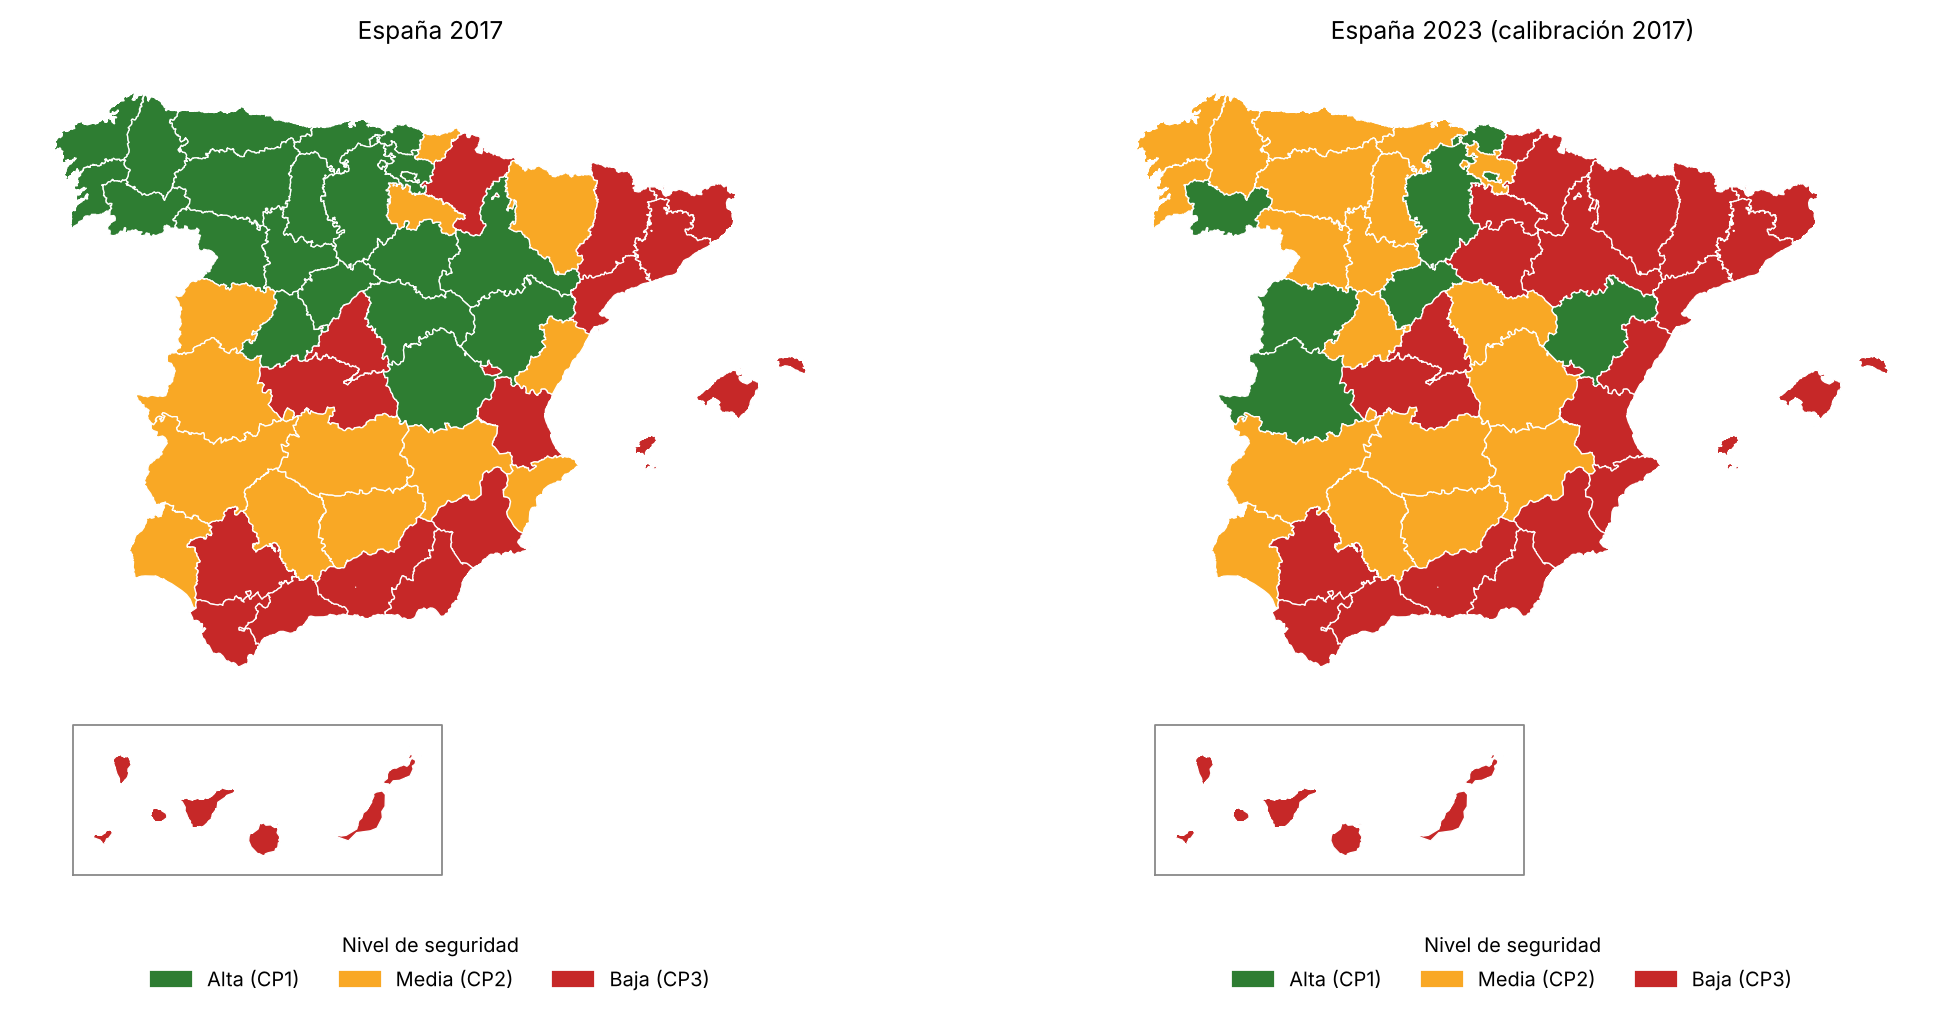 España 2017
España 2023 (calibración 2017)
Nivel de seguridad
Alta (CP1)
Media (CP2)
Baja (CP3)
Nivel de seguridad
Alta (CP1)
Media (CP2)
Baja (CP3)